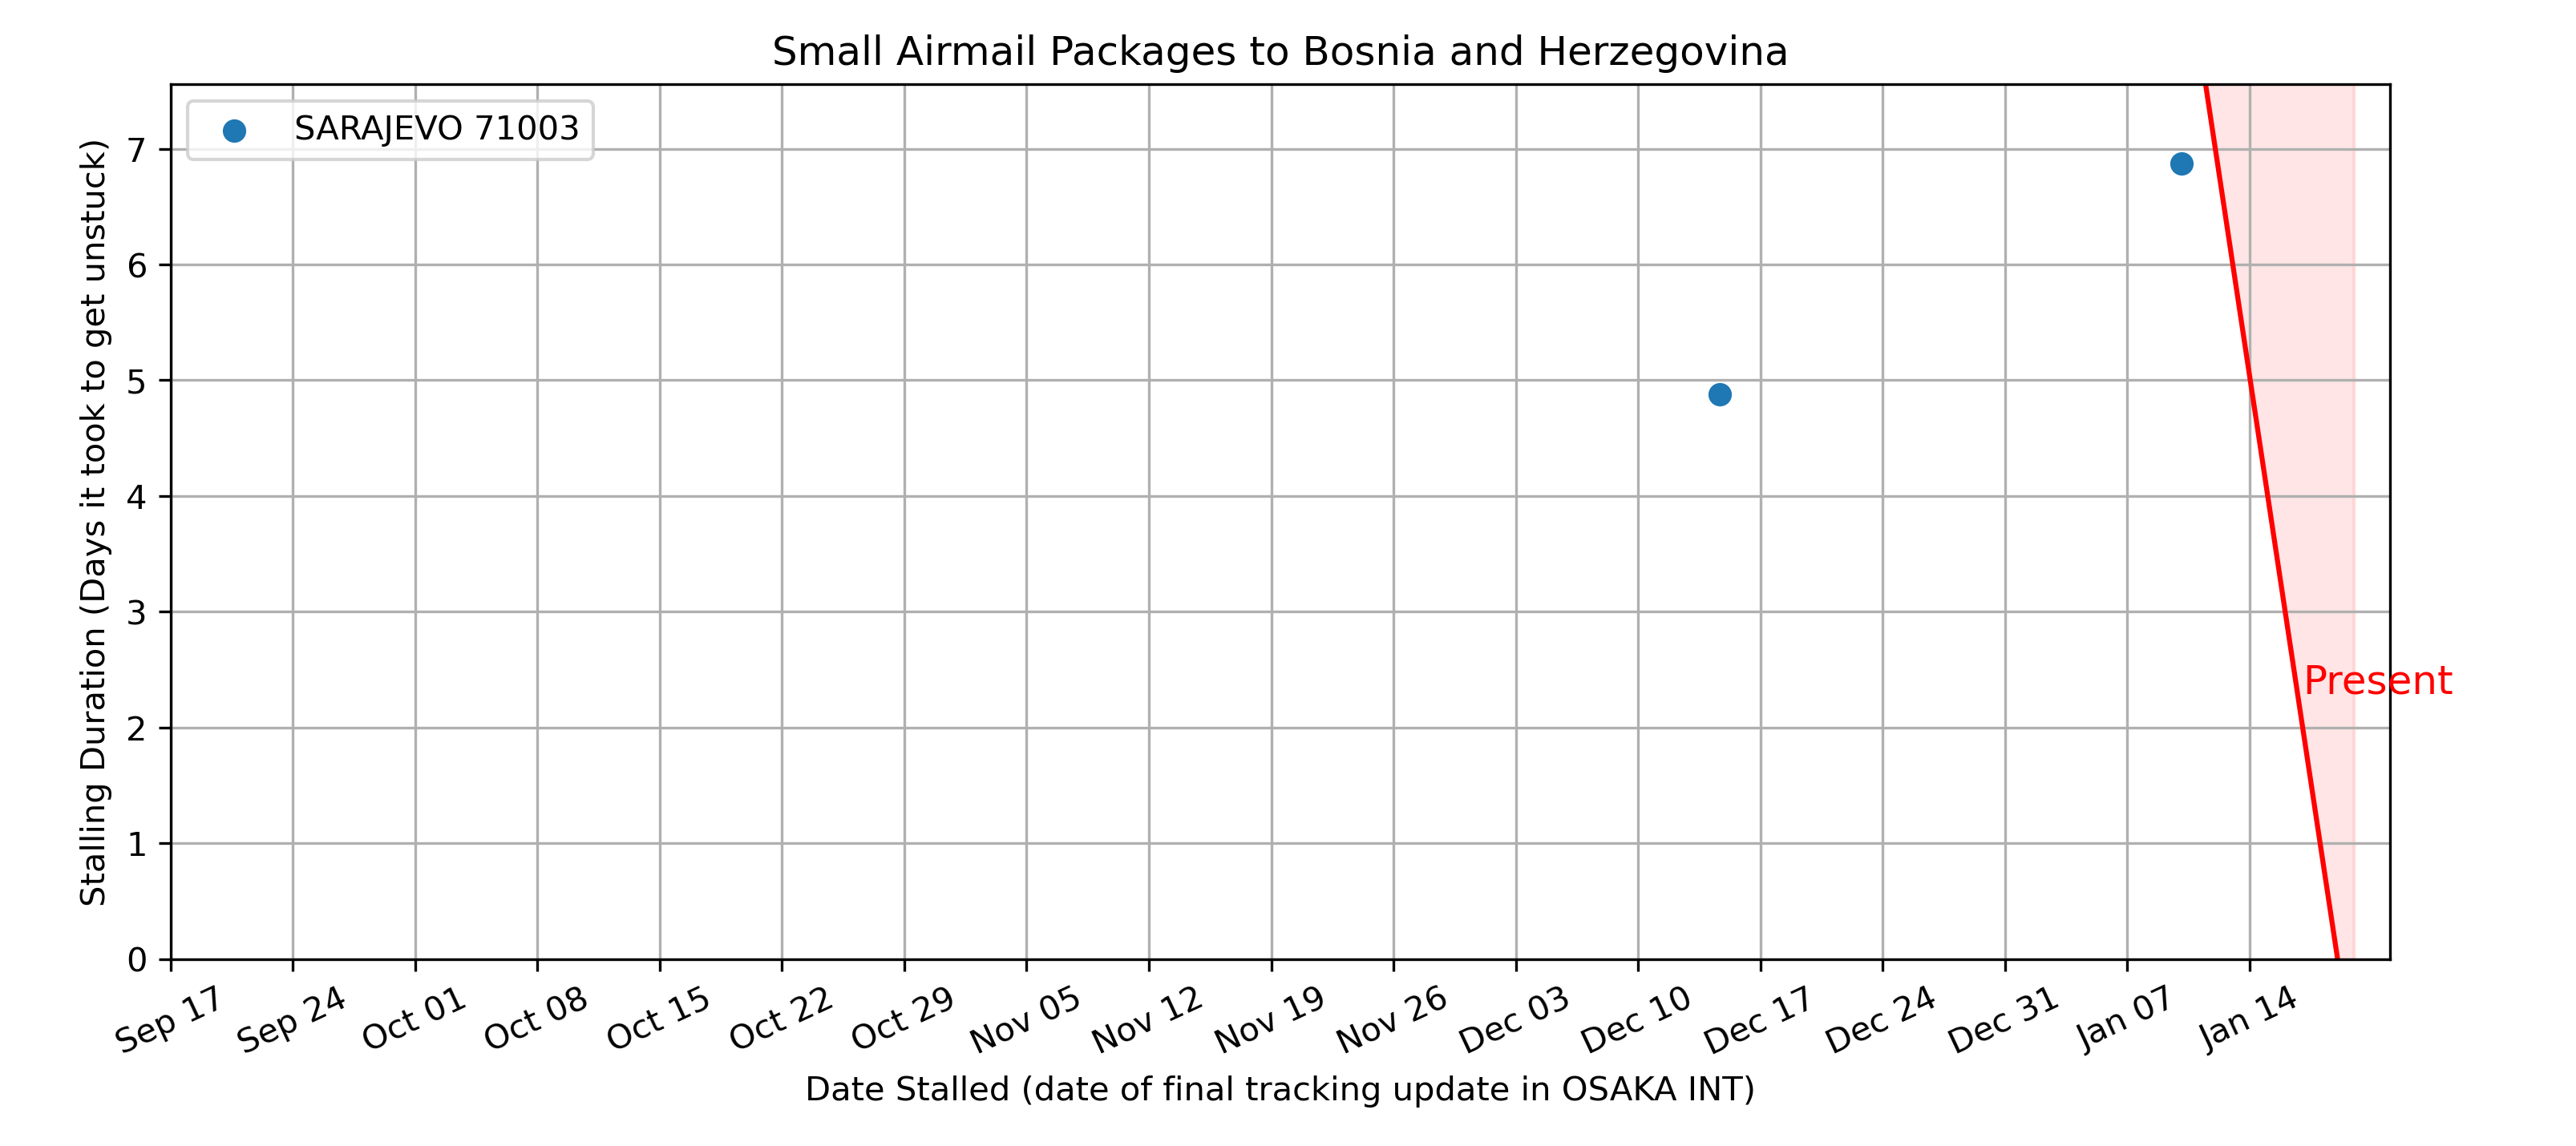 Small Airmail Packages to Bosnia and Herzegovina
SARAJEVO 71003
Stalling Duration (Days it took to get unstuck)
7
6
5
4
3
2
1
0
Present
Sep 17
Sep 24
Oct 01
Oct 08
Oct 15
Oct 22
Oct 29
Nov 05
Nov 12
Nov 19
Nov 26
Dec 03
Dec 10
Dec 17
Dec 24
Dec 31
Jan 07
Jan 14
Date Stalled (date of final tracking update in OSAKA INT)